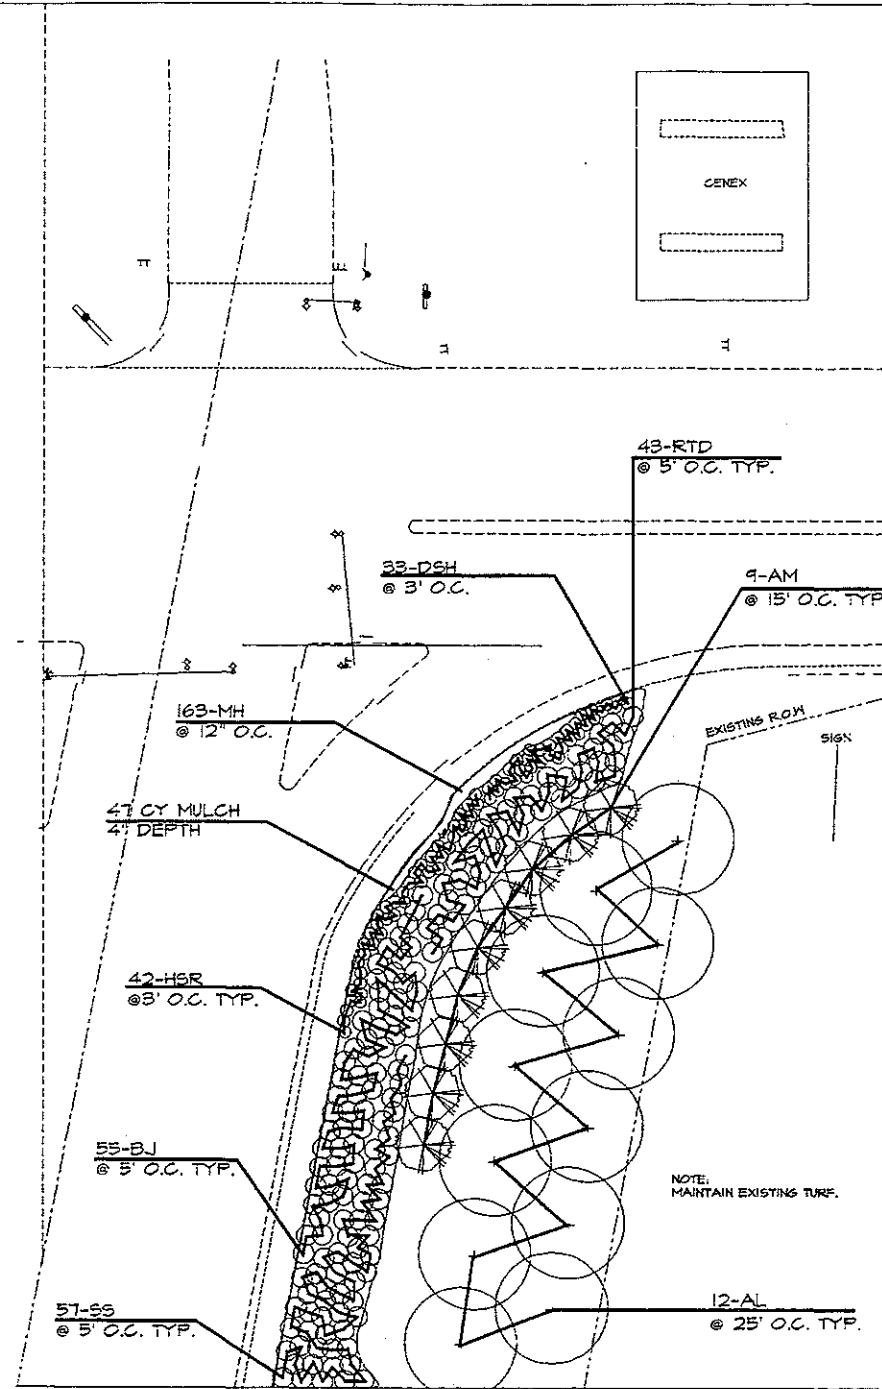 CENEX
43-RTD
@ 5' O.C. TYP.
33-DSH
@ 3' O.C.
9-AM
@ 15' O.C. TYP
163-MH
@ 12" O.C.
EXISTING R.O.W
SIGN
47 CY MULCH
4" DEPTH
42-HSR
@3' O.C. TYP.
55-BJ
@ 5' O.C. TYP.
NOTE:
MAINTAIN EXISTING TURF.
57-SS
@ 5' O.C. TYP.
12-AL
@ 25' O.C. TYP.